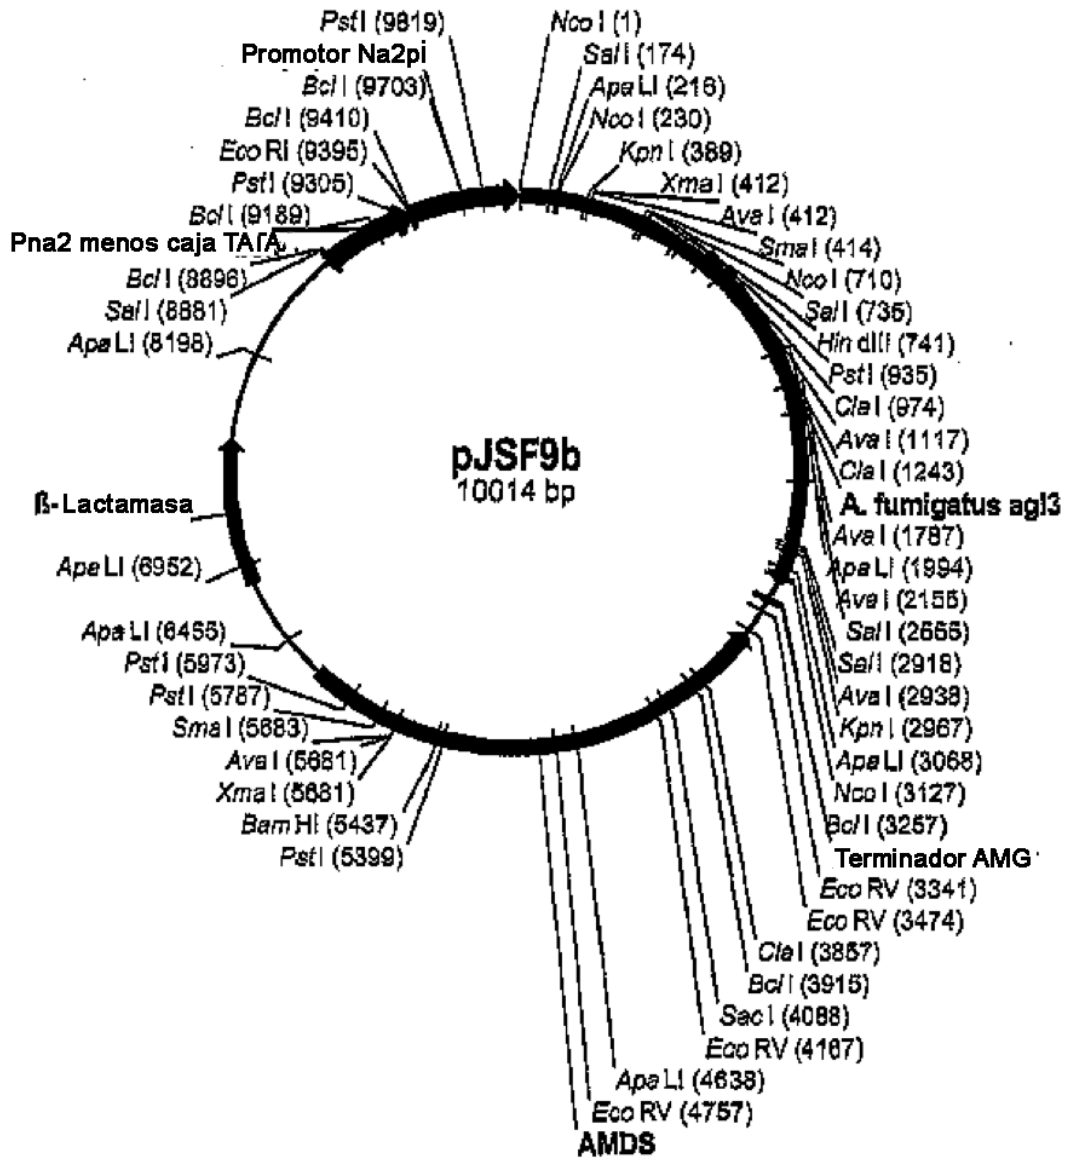 PstI (9819)
Promotor Na2pi
BclI (9703)
BclI (9410)
EcoRI (9395)
PstI (9305)
BclI (9189)
Pna2 menos caja TATA
BclI (8896)
SalI (8881)
ApaLI (8198)
ß-Lactamasa
ApaLI (6952)
ApaLI (6455)
PstI (5973)
PstI (5787)
SmaI (5683)
AvaI (5681)
XmaI (5681)
BamHI (5437)
PstI (5399)
pJSF9b
10014 bp
NcoI (1)
SalI (174)
ApaLI (216)
NcoI (230)
KpnI (389)
XmaI (412)
AvaI (412)
SmaI (414)
NcoI (710)
SalI (735)
HindIII (741)
PstI (935)
ClaI (974)
AvaI (1117)
ClaI (1243)
A. fumigatus agl3
AvaI (1787)
ApaLI (1994)
AvaI (2155)
SalI (2665)
SalI (2918)
AvaI (2938)
KpnI (2967)
ApaLI (3068)
NcoI (3127)
BclI (3257)
Terminador AMG
EcoRV (3341)
EcoRV (3474)
ClaI (3857)
BclI (3915)
SacI (4088)
EcoRV (4167)
ApaLI (4638)
EcoRV (4757)
AMDS